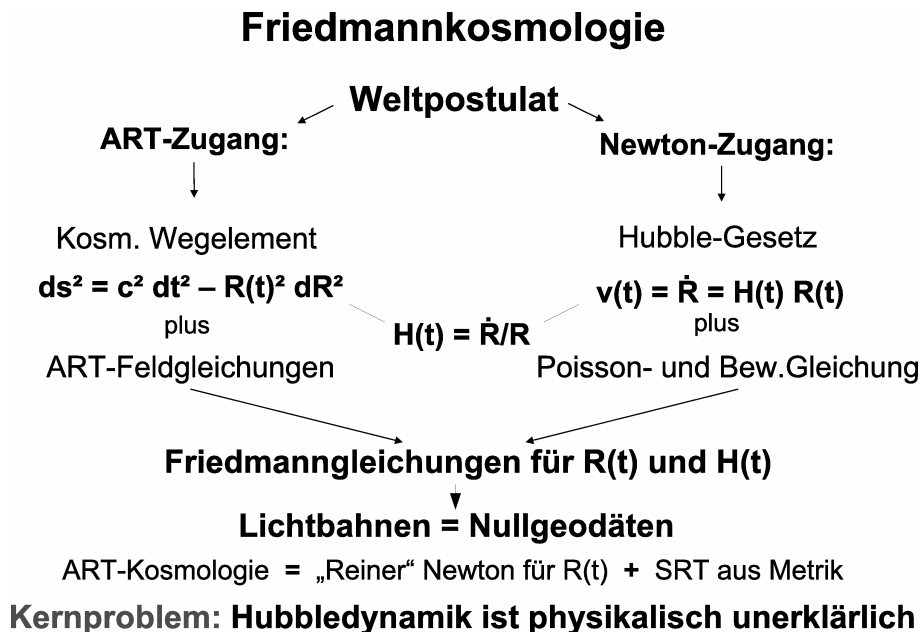 Friedmannkosmologie
Weltpostulat
ART-Zugang:
Newton-Zugang:
Kosm. Wegelement
Hubble-Gesetz
ds² = c² dt² – R(t)² dR²
v(t) = Ṙ = H(t) R(t)
plus
H(t) = Ṙ/R
plus
ART-Feldgleichungen
Poisson- und Bew.Gleichung
Friedmanngleichungen für R(t) und H(t)
Lichtbahnen = Nullgeodäten
ART-Kosmologie = „Reiner“ Newton für R(t) + SRT aus Metrik
Kernproblem: Hubbledynamik ist physikalisch unerklärlich